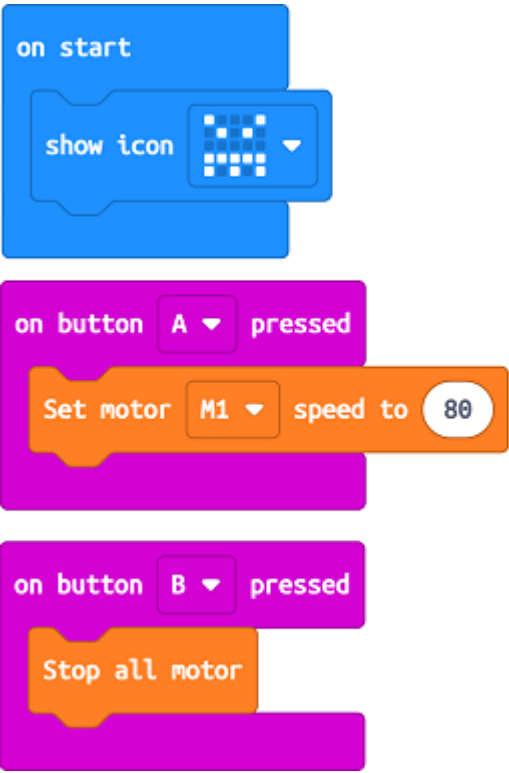 on start
show icon
on button A pressed
Set motor M1 speed to 80
on button B pressed
Stop all motor